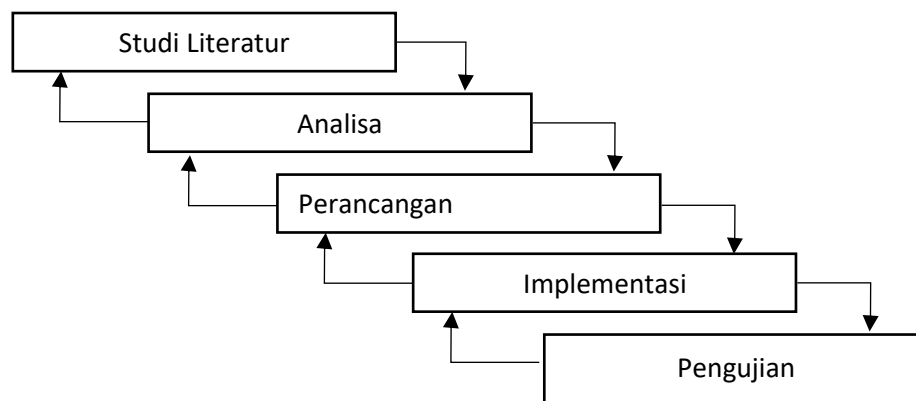 Studi Literatur
Analisa
Perancangan
Implementasi
Pengujian